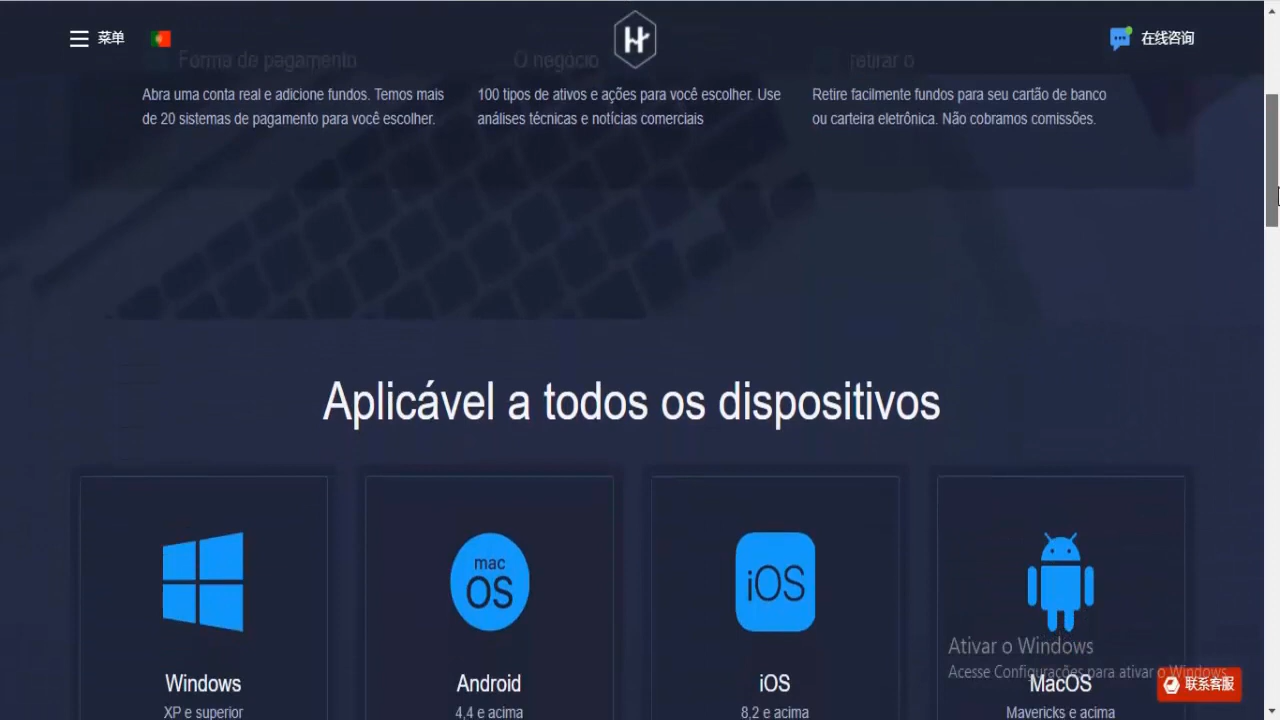 菜单
在线咨询
Forma de pagamento
O negócio
retirar o
Abra uma conta real e adicione fundos. Temos mais
de 20 sistemas de pagamento para você escolher.
100 tipos de ativos e ações para você escolher. Use
análises técnicas e notícias comerciais
Retire facilmente fundos para seu cartão de banco
ou carteira eletrônica. Não cobramos comissões.
Aplicável a todos os dispositivos
mac
OS
iOS
Windows
XP e superior
Android
4,4 e acima
iOS
8,2 e acima
MacOS
Mavericks e acima
Ativar o Windows
Acesse Configurações para ativar o Windows.
联系客服